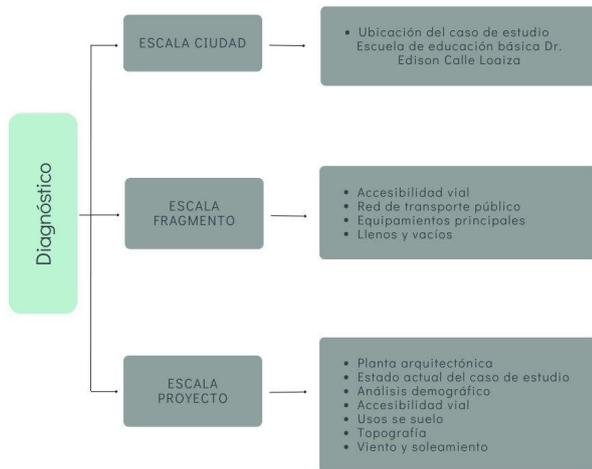 Diagnóstico
ESCALA CIUDAD
• Ubicación del caso de estudio
Escuela de educación básica Dr.
Edison Calle Loaiza
ESCALA
FRAGMENTO
• Accesibilidad vial
• Red de transporte público
• Equipamientos principales
• Llenos y vacíos
ESCALA
PROYECTO
• Planta arquitectónica
• Estado actual del caso de estudio
• Análisis demográfico
• Accesibilidad vial
• Usos se suelo
• Topografía
• Viento y soleamiento